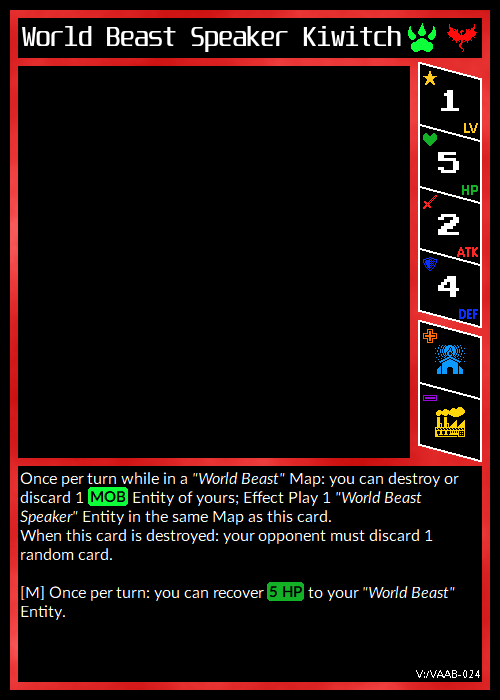 World Beast Speaker Kiwitch
1
LV
5
HP
2
ATK
4
DEF
Once per turn while in a "World Beast" Map: you can destroy or
discard 1 MOB Entity of yours; Effect Play 1 "World Beast
Speaker" Entity in the same Map as this card.
When this card is destroyed: your opponent must discard 1
random card.
[M] Once per turn: you can recover 5 HP to your "World Beast"
Entity.
V:/VAAB-024